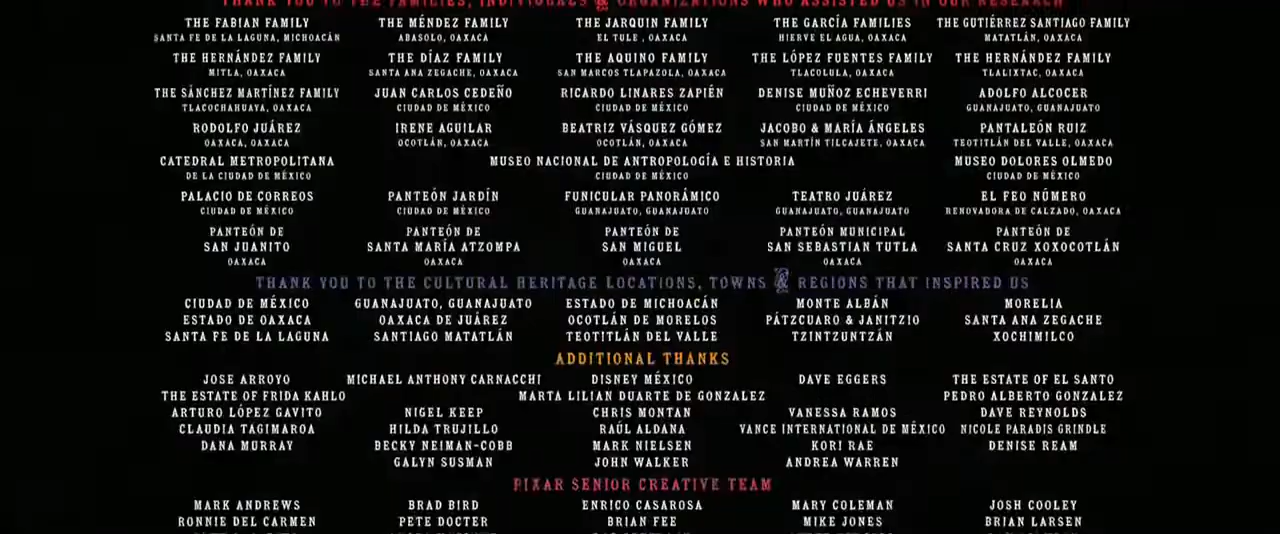 THANK YOU TO THE FAMILIES, INDIVIDUALS & ORGANIZATIONS WHO ASSISTED US IN OUR RESEARCH
THE FABIAN FAMILY THE MÉNDEZ FAMILY THE JARQUIN FAMILY THE GARCÍA FAMILIES THE GUTIÉRREZ SANTIAGO FAMILY
SANTA FE DE LA LAGUNA, MICHOACÁN ABASOLO, OAXACA EL TULE , OAXACA HIERVE EL AGUA, OAXACA MATATLÁN, OAXACA
THE HERNÁNDEZ FAMILY THE DÍAZ FAMILY THE AQUINO FAMILY THE LÓPEZ FUENTES FAMILY THE HERNÁNDEZ FAMILY
MITLA, OAXACA SANTA ANA ZEGACHE, OAXACA SAN MARCOS TLAPAZOLA, OAXACA TLACOLULA, OAXACA TLALIXTAC, OAXACA
THE SÁNCHEZ MARTÍNEZ FAMILY JUAN CARLOS CEDEÑO RICARDO LINARES ZAPIÉN DENISE MUÑOZ ECHEVERRI ADOLFO ALCOCER
TLACOCHAHUAYA, OAXACA CIUDAD DE MÉXICO CIUDAD DE MÉXICO CIUDAD DE MÉXICO GUANAJUATO, GUANAJUATO
RODOLFO JUÁREZ IRENE AGUILAR BEATRIZ VÁSQUEZ GÓMEZ JACOBO & MARÍA ÁNGELES PANTALEÓN RUIZ
OAXACA, OAXACA OCOTLÁN, OAXACA OCOTLÁN, OAXACA SAN MARTÍN TILCAJETE, OAXACA TEOTITLÁN DEL VALLE, OAXACA
CATEDRAL METROPOLITANA MUSEO NACIONAL DE ANTROPOLOGÍA E HISTORIA MUSEO DOLORES OLMEDO
DE LA CIUDAD DE MÉXICO CIUDAD DE MÉXICO CIUDAD DE MÉXICO
PALACIO DE CORREOS PANTEÓN JARDÍN FUNICULAR PANORÁMICO TEATRO JUÁREZ EL FEO NÚMERO
CIUDAD DE MÉXICO CIUDAD DE MÉXICO GUANAJUATO, GUANAJUATO GUANAJUATO, GUANAJUATO RENOVADORA DE CALZADO, OAXACA
PANTEÓN DE PANTEÓN DE PANTEÓN DE PANTEÓN MUNICIPAL PANTEÓN DE
SAN JUANITO SANTA MARÍA ATZOMPA SAN MIGUEL SAN SEBASTIAN TUTLA SANTA CRUZ XOXOCOTLÁN
OAXACA OAXACA OAXACA OAXACA OAXACA
THANK YOU TO THE CULTURAL HERITAGE LOCATIONS, TOWNS & REGIONS THAT INSPIRED US
CIUDAD DE MÉXICO GUANAJUATO, GUANAJUATO ESTADO DE MICHOACÁN MONTE ALBÁN MORELIA
ESTADO DE OAXACA OAXACA DE JUÁREZ OCOTLÁN DE MORELOS PÁTZCUARO & JANITZIO SANTA ANA ZEGACHE
SANTA FE DE LA LAGUNA SANTIAGO MATATLÁN TEOTITLÁN DEL VALLE TZINTZUNTZÁN XOCHIMILCO
ADDITIONAL THANKS
JOSE ARROYO MICHAEL ANTHONY CARNACCHI DISNEY MÉXICO DAVE EGGERS THE ESTATE OF EL SANTO
THE ESTATE OF FRIDA KAHLO MARTA LILIAN DUARTE DE GONZALEZ PEDRO ALBERTO GONZALEZ
ARTURO LÓPEZ GAVITO NIGEL KEEP CHRIS MONTAN VANESSA RAMOS DAVE REYNOLDS
CLAUDIA TAGIMAROA HILDA TRUJILLO RAÚL ALDANA VANCE INTERNATIONAL DE MÉXICO NICOLE PARADIS GRINDLE
DANA MURRAY BECKY NEIMAN-COBB MARK NIELSEN KORI RAE DENISE REAM
GALYN SUSMAN JOHN WALKER ANDREA WARREN
PIXAR SENIOR CREATIVE TEAM
MARK ANDREWS BRAD BIRD ENRICO CASAROSA MARY COLEMAN JOSH COOLEY
RONNIE DEL CARMEN PETE DOCTER BRIAN FEE MIKE JONES BRIAN LARSEN